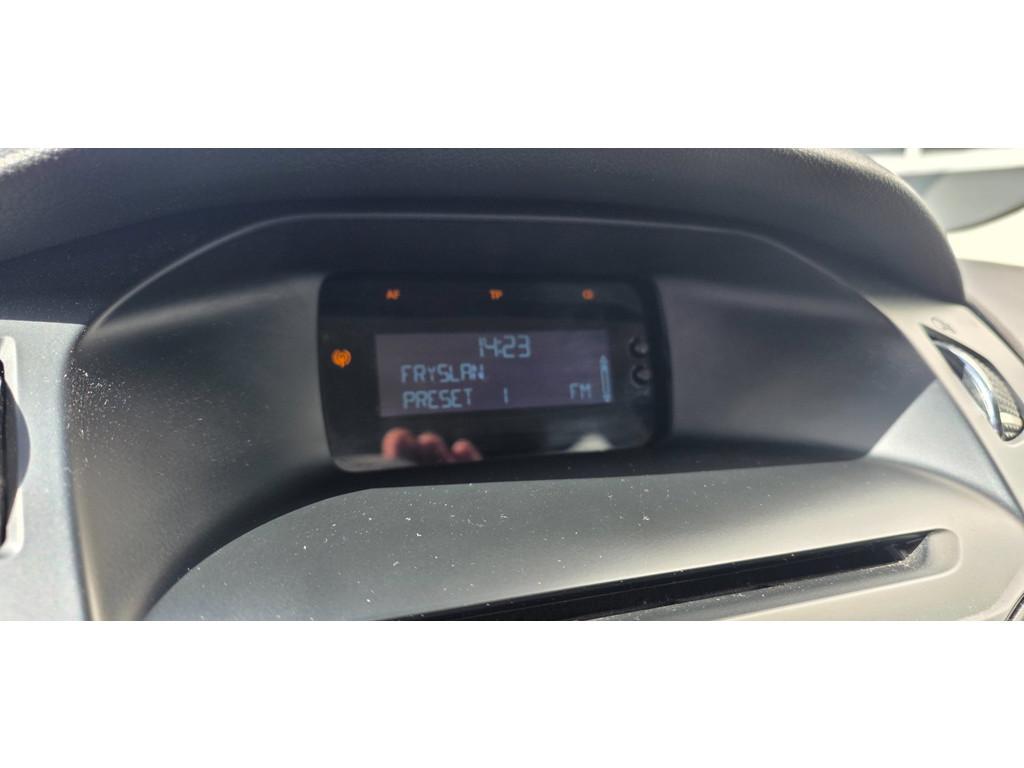 AF TP
14:23
FRYSLAN
PRESET 1 FM